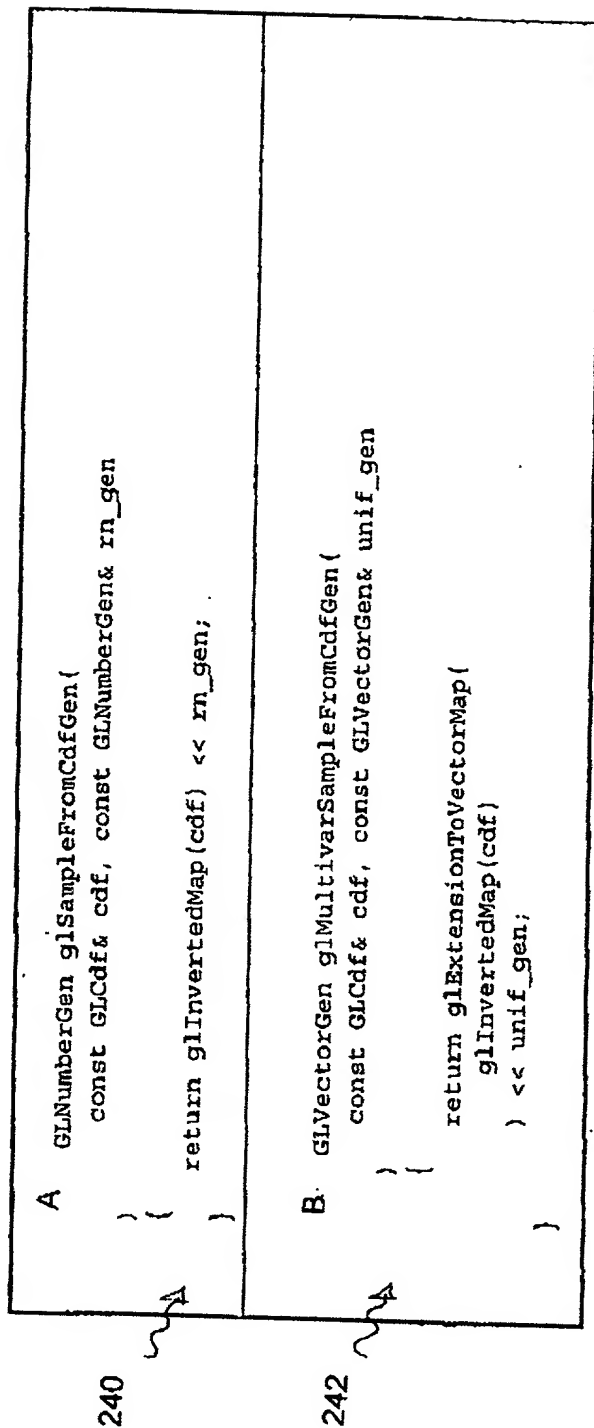 240
A
GLNumberGen glSampleFromCdfGen(
const GLCdf& cdf, const GLNumberGen& rn_gen
) {
return glInvertedMap(cdf) << rn_gen;
}
242
B.
GLVectorGen glMultivarSampleFromCdfGen(
const GLCdf& cdf, const GLVectorGen& unif_gen
) {
return glExtensionToVectorMap(
glInvertedMap(cdf)
) << unif_gen;
}